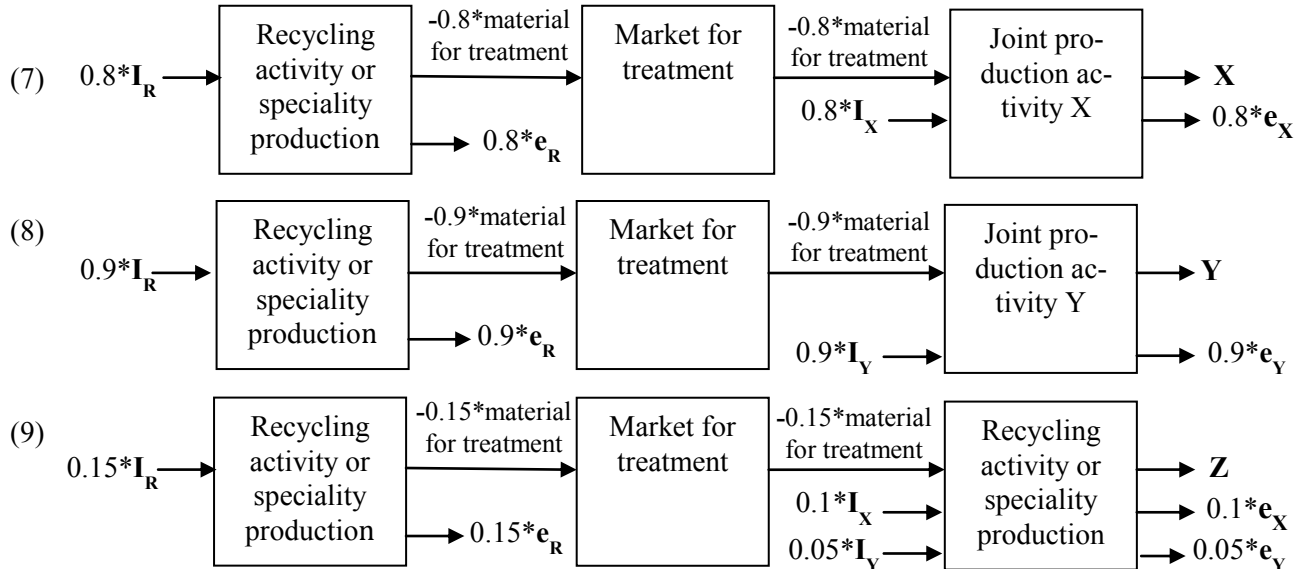 (7)
0.8*I_R
Recycling
activity or
speciality
production
-0.8*material
for treatment
0.8*e_R
Market for
treatment
-0.8*material
for treatment
0.8*I_X
Joint pro-
duction ac-
tivity X
X
0.8*e_X
(8)
0.9*I_R
Recycling
activity or
speciality
production
-0.9*material
for treatment
0.9*e_R
Market for
treatment
-0.9*material
for treatment
0.9*I_Y
Joint pro-
duction ac-
tivity Y
Y
0.9*e_Y
(9)
0.15*I_R
Recycling
activity or
speciality
production
-0.15*material
for treatment
0.15*e_R
Market for
treatment
-0.15*material
for treatment
0.1*I_X
0.05*I_Y
Recycling
activity or
speciality
production
Z
0.1*e_X
0.05*e_Y